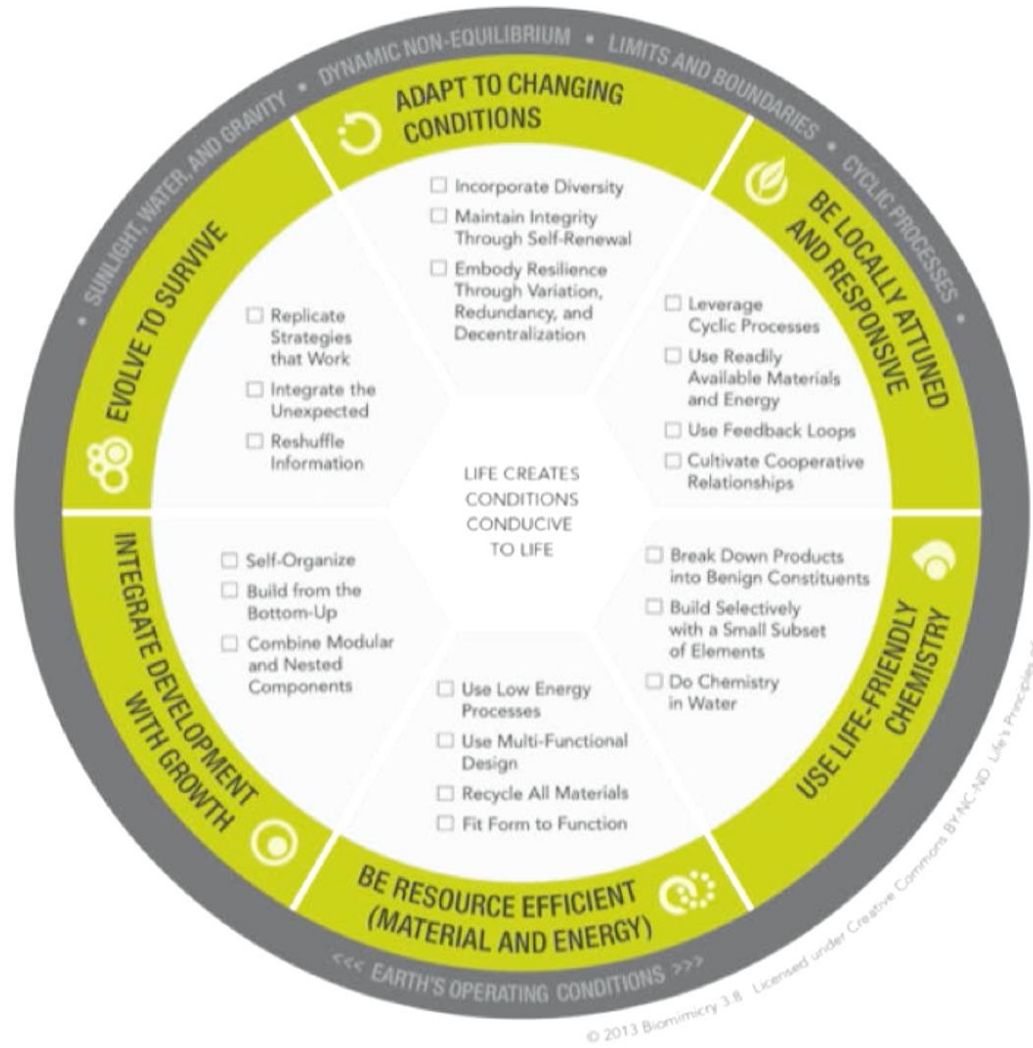 • SUNLIGHT, WATER, AND GRAVITY • DYNAMIC NON-EQUILIBRIUM • LIMITS AND BOUNDARIES • CYCLIC PROCESSES •
ADAPT TO CHANGING
CONDITIONS
Incorporate Diversity
Maintain Integrity
Through Self-Renewal
Embody Resilience
Through Variation,
Redundancy, and
Decentralization
BE LOCALLY ATTUNED
AND RESPONSIVE
Leverage
Cyclic Processes
Use Readily
Available Materials
and Energy
Use Feedback Loops
Cultivate Cooperative
Relationships
USE LIFE-FRIENDLY
CHEMISTRY
Break Down Products
into Benign Constituents
Build Selectively
with a Small Subset
of Elements
Do Chemistry
in Water
BE RESOURCE EFFICIENT
(MATERIAL AND ENERGY)
Use Low Energy
Processes
Use Multi-Functional
Design
Recycle All Materials
Fit Form to Function
INTEGRATE DEVELOPMENT
WITH GROWTH
Self-Organize
Build from the
Bottom-Up
Combine Modular
and Nested
Components
EVOLVE TO SURVIVE
Replicate
Strategies
that Work
Integrate the
Unexpected
Reshuffle
Information
LIFE CREATES
CONDITIONS
CONDUCIVE
TO LIFE
<<< EARTH'S OPERATING CONDITIONS >>>
© 2013 Biomimicry 3.8 Licensed under Creative Commons BY-NC-ND Life's Principles